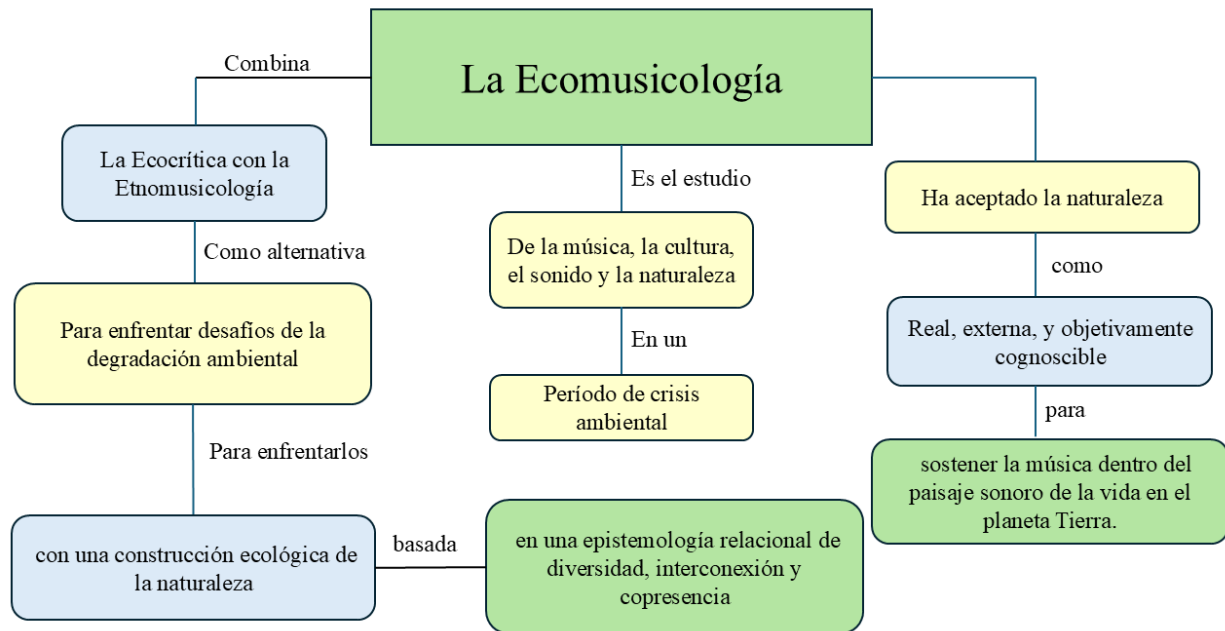 La Ecomusicología
Combina
La Ecocrítica con la
Etnomusicología
Como alternativa
Para enfrentar desafíos de la
degradación ambiental
Para enfrentarlos
con una construcción ecológica de
la naturaleza
basada
en una epistemología relacional de
diversidad, interconexión y
copresencia
Es el estudio
De la música, la cultura,
el sonido y la naturaleza
En un
Período de crisis
ambiental
Ha aceptado la naturaleza
como
Real, externa, y objetivamente
cognoscible
para
sostener la música dentro del
paisaje sonoro de la vida en el
planeta Tierra.